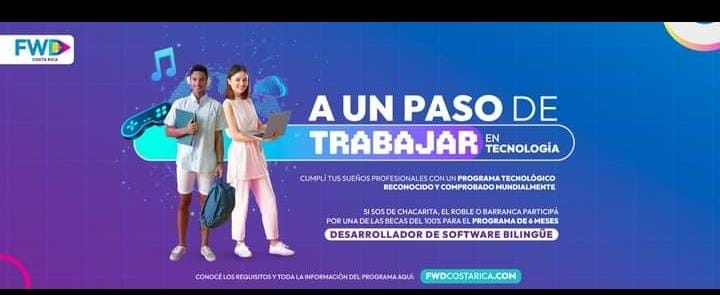 FWD
COSTA RICA
A UN PASO DE
TRABAJAR EN TECNOLOGÍA
CUMPLÍ TUS SUEÑOS PROFESIONALES CON UN PROGRAMA TECNOLÓGICO
RECONOCIDO Y COMPROBADO MUNDIALMENTE
SI SOS DE CHACARITA, EL ROBLE O BARRANCA PARTICIPÁ
POR UNA DE LAS BECAS DEL 100% PARA EL PROGRAMA DE 6 MESES
DESARROLLADOR DE SOFTWARE BILINGÜE
CONOCÉ LOS REQUISITOS Y TODA LA INFORMACIÓN DEL PROGRAMA AQUÍ: FWDCOSTARICA.COM